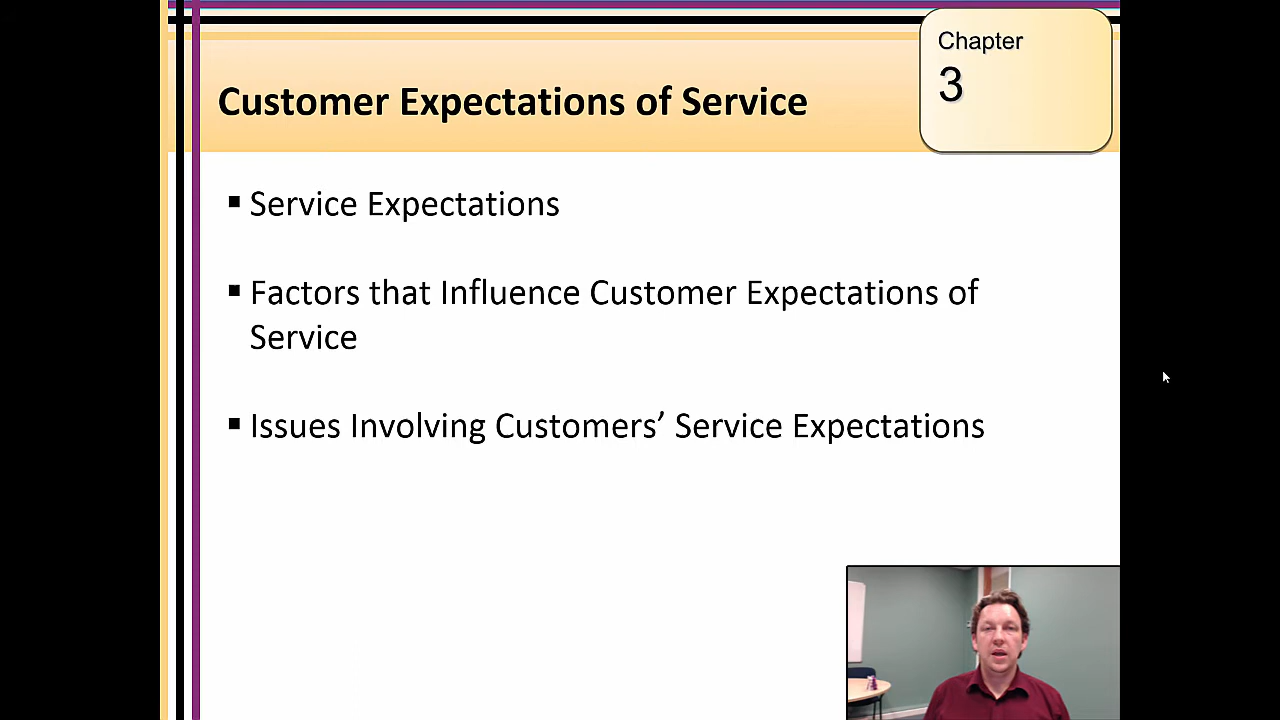 Chapter
3
Customer Expectations of Service
▪ Service Expectations
▪ Factors that Influence Customer Expectations of
Service
▪ Issues Involving Customers’ Service Expectations